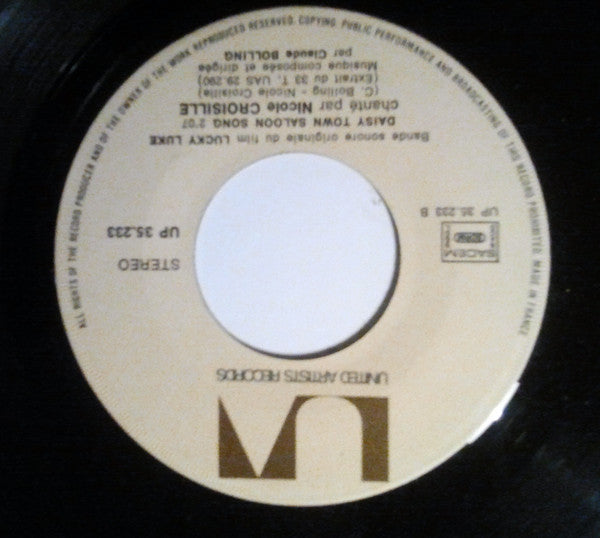 UA
UNITED ARTISTS RECORDS
STEREO
UP 35.233
SACEM
UP 35.233 B
Bande sonore originale du film LUCKY LUKE
DAISY TOWN SALOON SONG 2'07
chanté par Nicole CROISILLE
(C. Bolling - Nicole Croisille)
(Extrait du 33 T. UAS 29.290)
Musique composée et dirigée
par Claude BOLLING
ALL RIGHTS OF THE RECORD PRODUCER AND OF THE OWNER OF THE WORK REPRODUCED RESERVED. COPYING, PUBLIC PERFORMANCE AND BROADCASTING OF THIS RECORD PROHIBITED. MADE IN FRANCE.